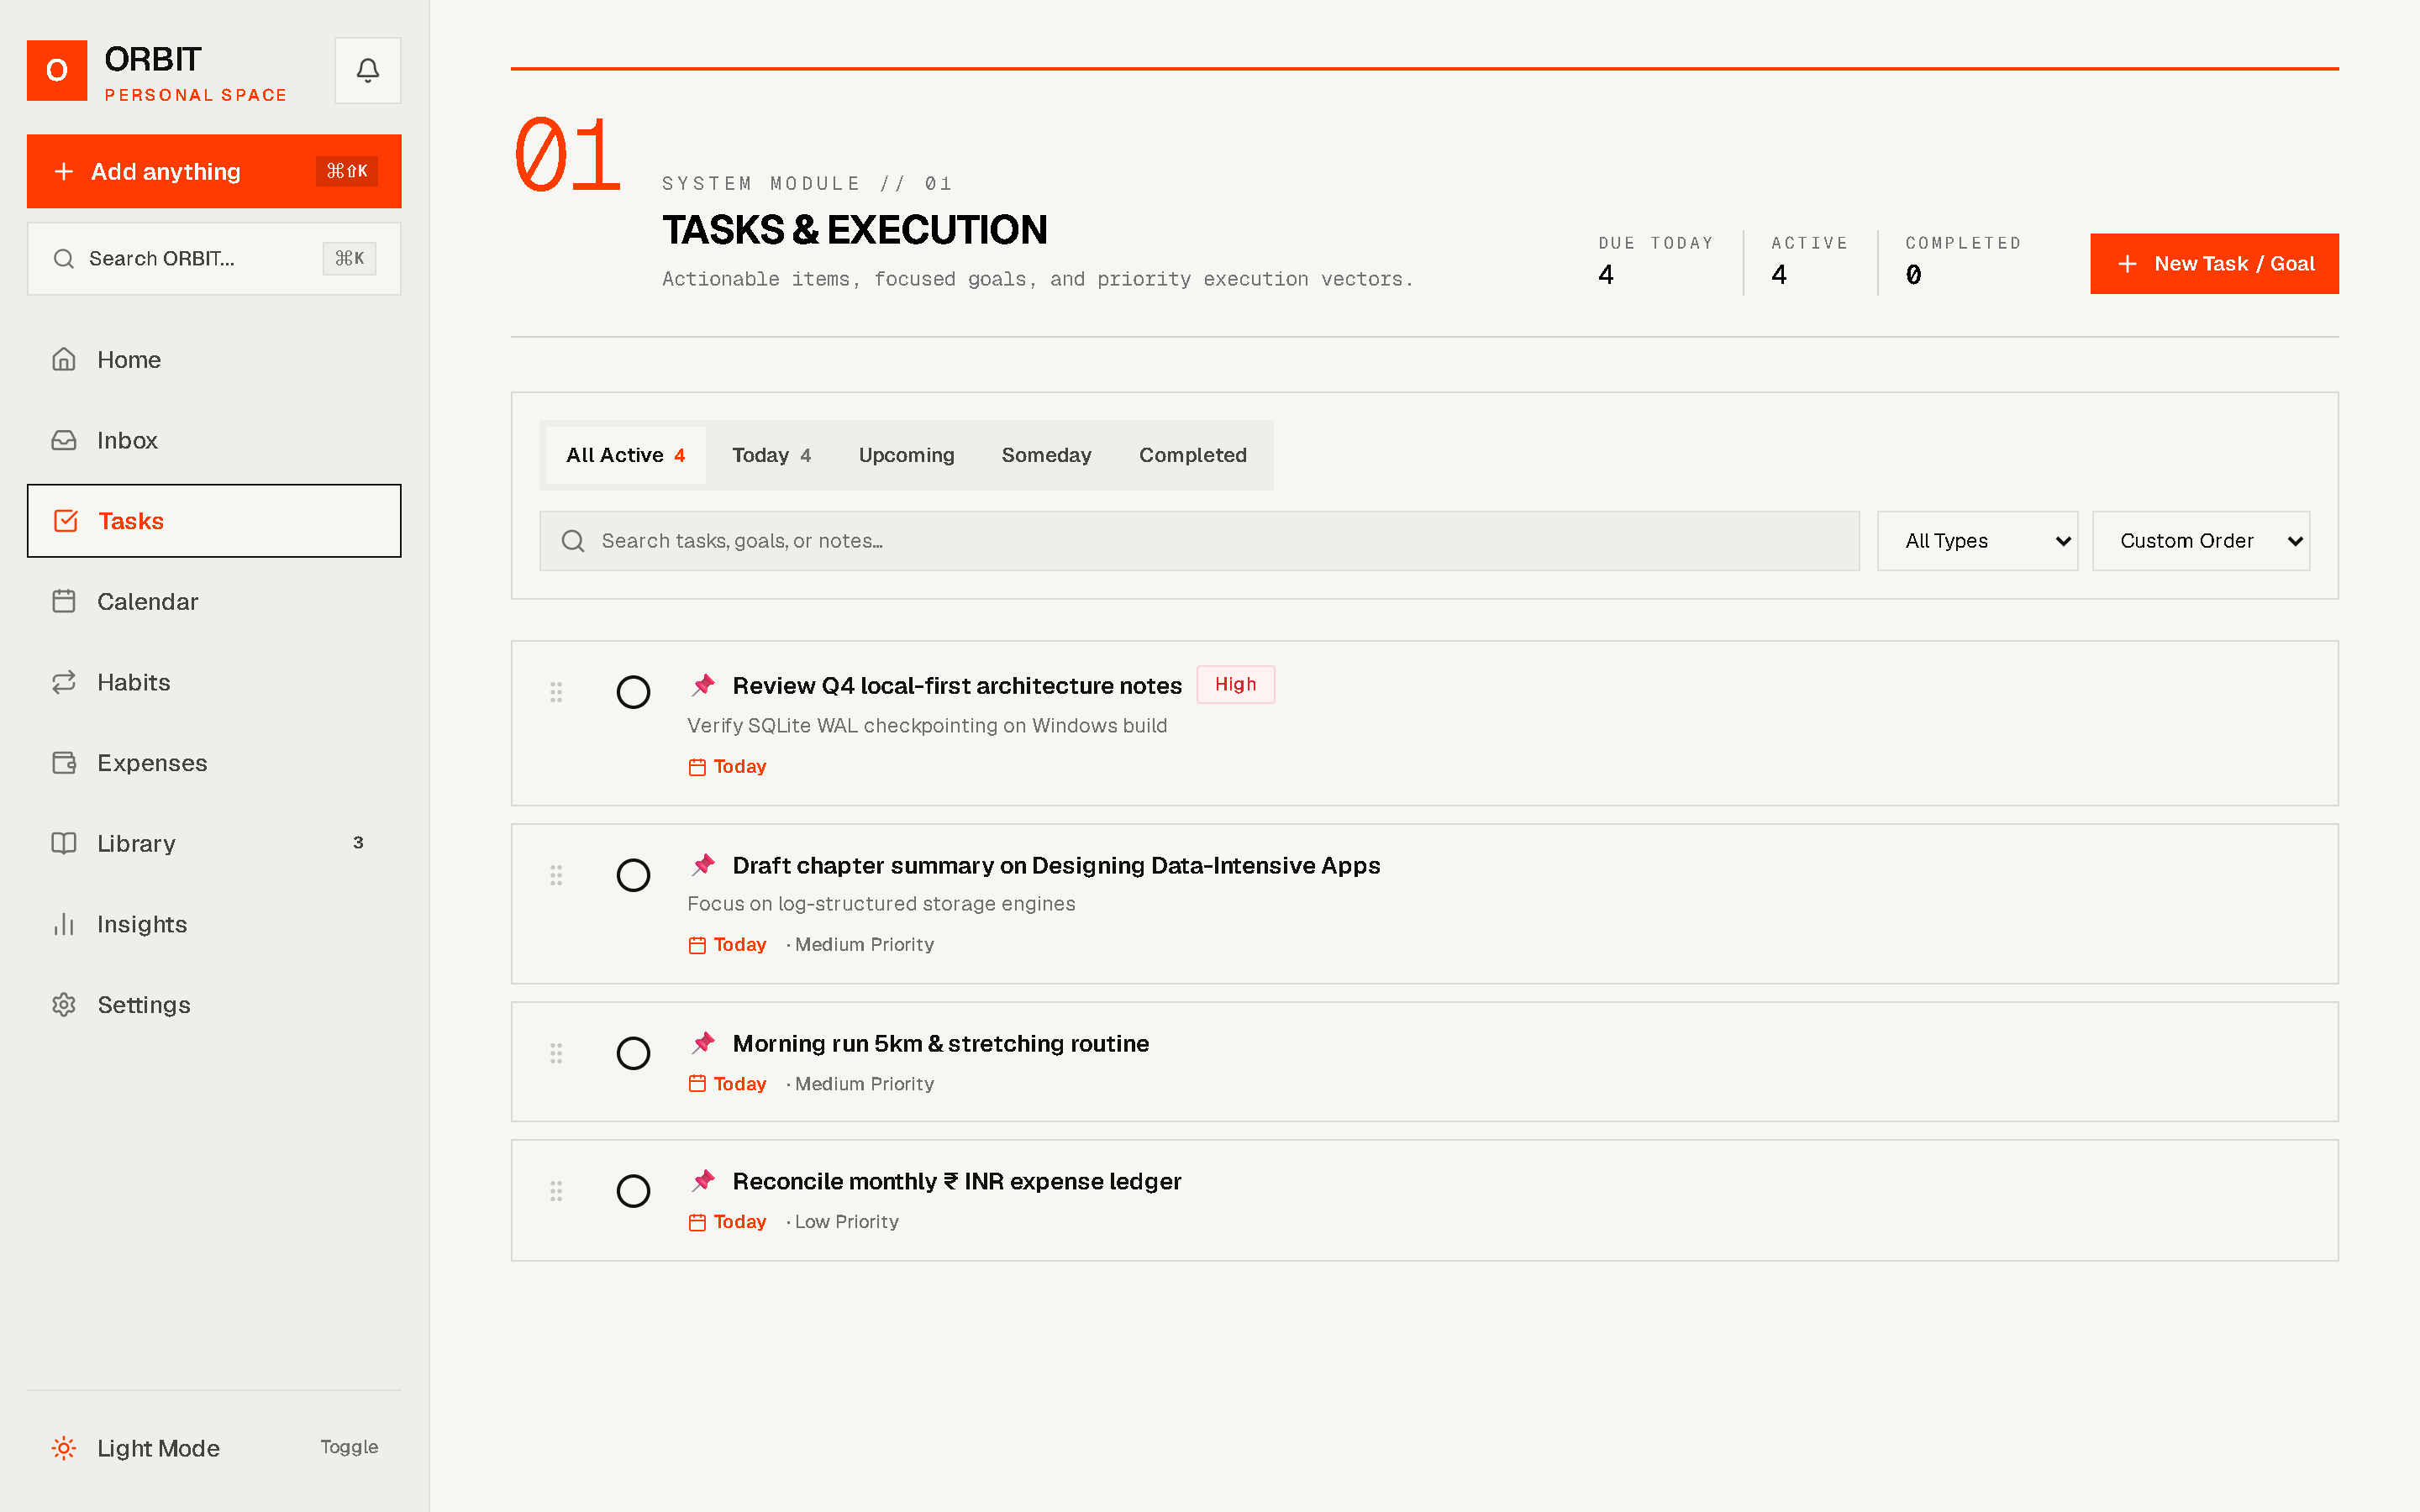 O
ORBIT
PERSONAL SPACE
+ Add anything ⌘⇧K
Search ORBIT... ⌘K
Home
Inbox
Tasks
Calendar
Habits
Expenses
Library 3
Insights
Settings
Light Mode Toggle
01
SYSTEM MODULE // 01
TASKS & EXECUTION
Actionable items, focused goals, and priority execution vectors.
DUE TODAY
4
ACTIVE
4
COMPLETED
0
+ New Task / Goal
All Active 4 Today 4 Upcoming Someday Completed
Search tasks, goals, or notes... All Types Custom Order
📌 Review Q4 local-first architecture notes High
Verify SQLite WAL checkpointing on Windows build
Today
📌 Draft chapter summary on Designing Data-Intensive Apps
Focus on log-structured storage engines
Today · Medium Priority
📌 Morning run 5km & stretching routine
Today · Medium Priority
📌 Reconcile monthly ₹ INR expense ledger
Today · Low Priority